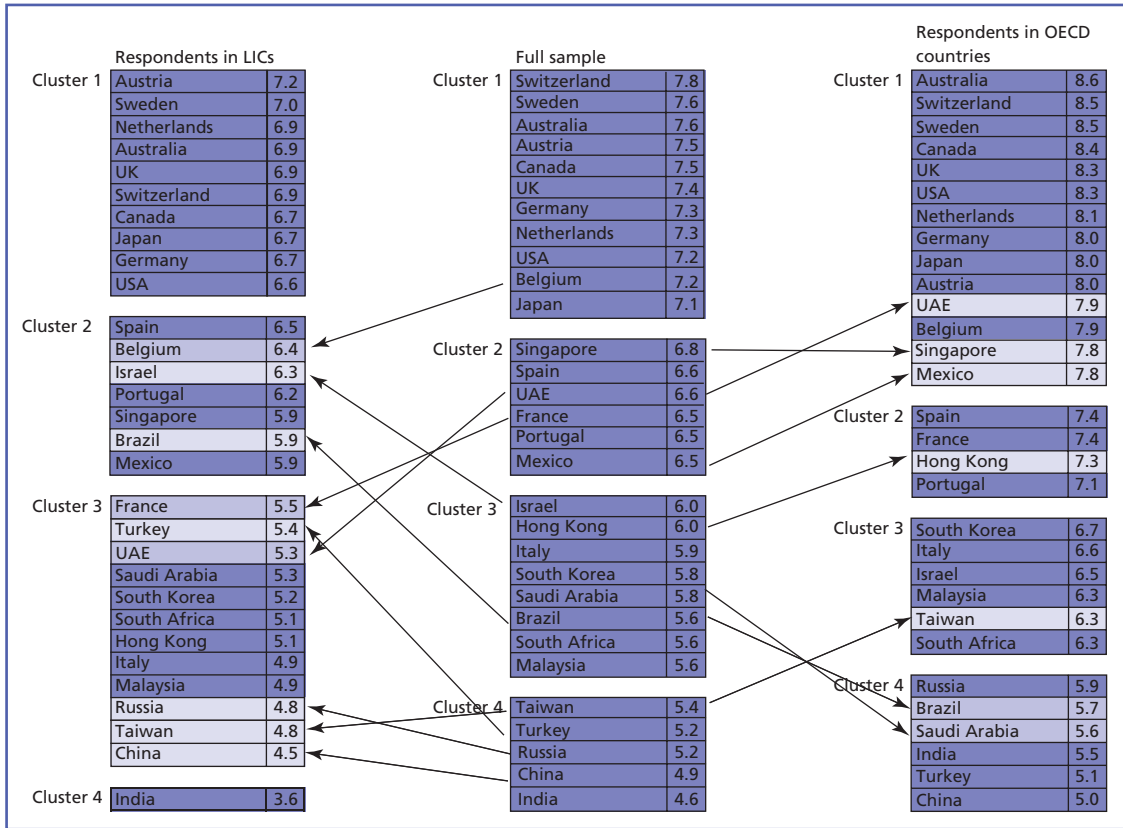 Respondents in LICs
Cluster 1
Austria 7.2
Sweden 7.0
Netherlands 6.9
Australia 6.9
UK 6.9
Switzerland 6.9
Canada 6.7
Japan 6.7
Germany 6.7
USA 6.6
Cluster 2
Spain 6.5
Belgium 6.4
Israel 6.3
Portugal 6.2
Singapore 5.9
Brazil 5.9
Mexico 5.9
Cluster 3
France 5.5
Turkey 5.4
UAE 5.3
Saudi Arabia 5.3
South Korea 5.2
South Africa 5.1
Hong Kong 5.1
Italy 4.9
Malaysia 4.9
Russia 4.8
Taiwan 4.8
China 4.5
Cluster 4
India 3.6
Full sample
Cluster 1
Switzerland 7.8
Sweden 7.6
Australia 7.6
Austria 7.5
Canada 7.5
UK 7.4
Germany 7.3
Netherlands 7.3
USA 7.2
Belgium 7.2
Japan 7.1
Cluster 2
Singapore 6.8
Spain 6.6
UAE 6.6
France 6.5
Portugal 6.5
Mexico 6.5
Cluster 3
Israel 6.0
Hong Kong 6.0
Italy 5.9
South Korea 5.8
Saudi Arabia 5.8
Brazil 5.6
South Africa 5.6
Malaysia 5.6
Cluster 4
Taiwan 5.4
Turkey 5.2
Russia 5.2
China 4.9
India 4.6
Respondents in OECD
countries
Cluster 1
Australia 8.6
Switzerland 8.5
Sweden 8.5
Canada 8.4
UK 8.3
USA 8.3
Netherlands 8.1
Germany 8.0
Japan 8.0
Austria 8.0
UAE 7.9
Belgium 7.9
Singapore 7.8
Mexico 7.8
Cluster 2
Spain 7.4
France 7.4
Hong Kong 7.3
Portugal 7.1
Cluster 3
South Korea 6.7
Italy 6.6
Israel 6.5
Malaysia 6.3
Taiwan 6.3
South Africa 6.3
Cluster 4
Russia 5.9
Brazil 5.7
Saudi Arabia 5.6
India 5.5
Turkey 5.1
China 5.0